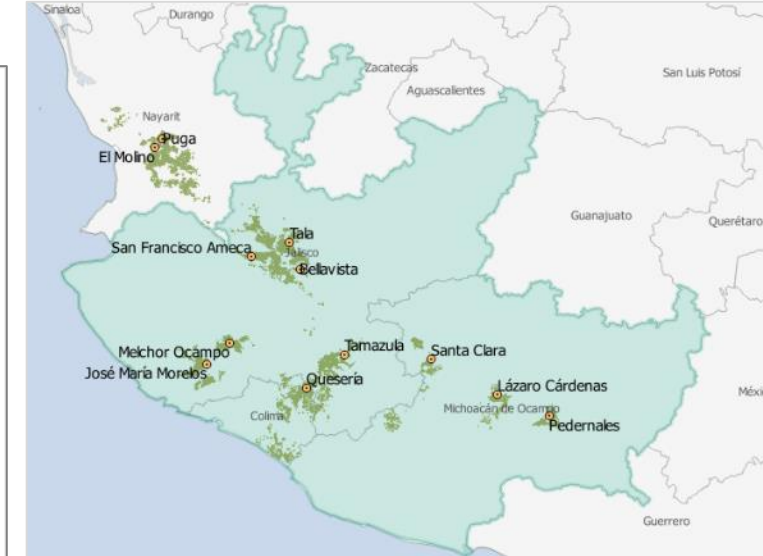 Sinaloa
Durango
Zacatecas
San Luis Potosí
Aguascalientes
Nayarit
Puga
El Molino
Guanajuato
Querétaro
Tala
San Francisco Ameca
Jalisco
Bellavista
Melchor Ocampo
Tamazula
Santa Clara
José María Morelos
Quesería
Lázaro Cárdenas
Colima
Michoacán de Ocampo
Méxi
Pedernales
Guerrero